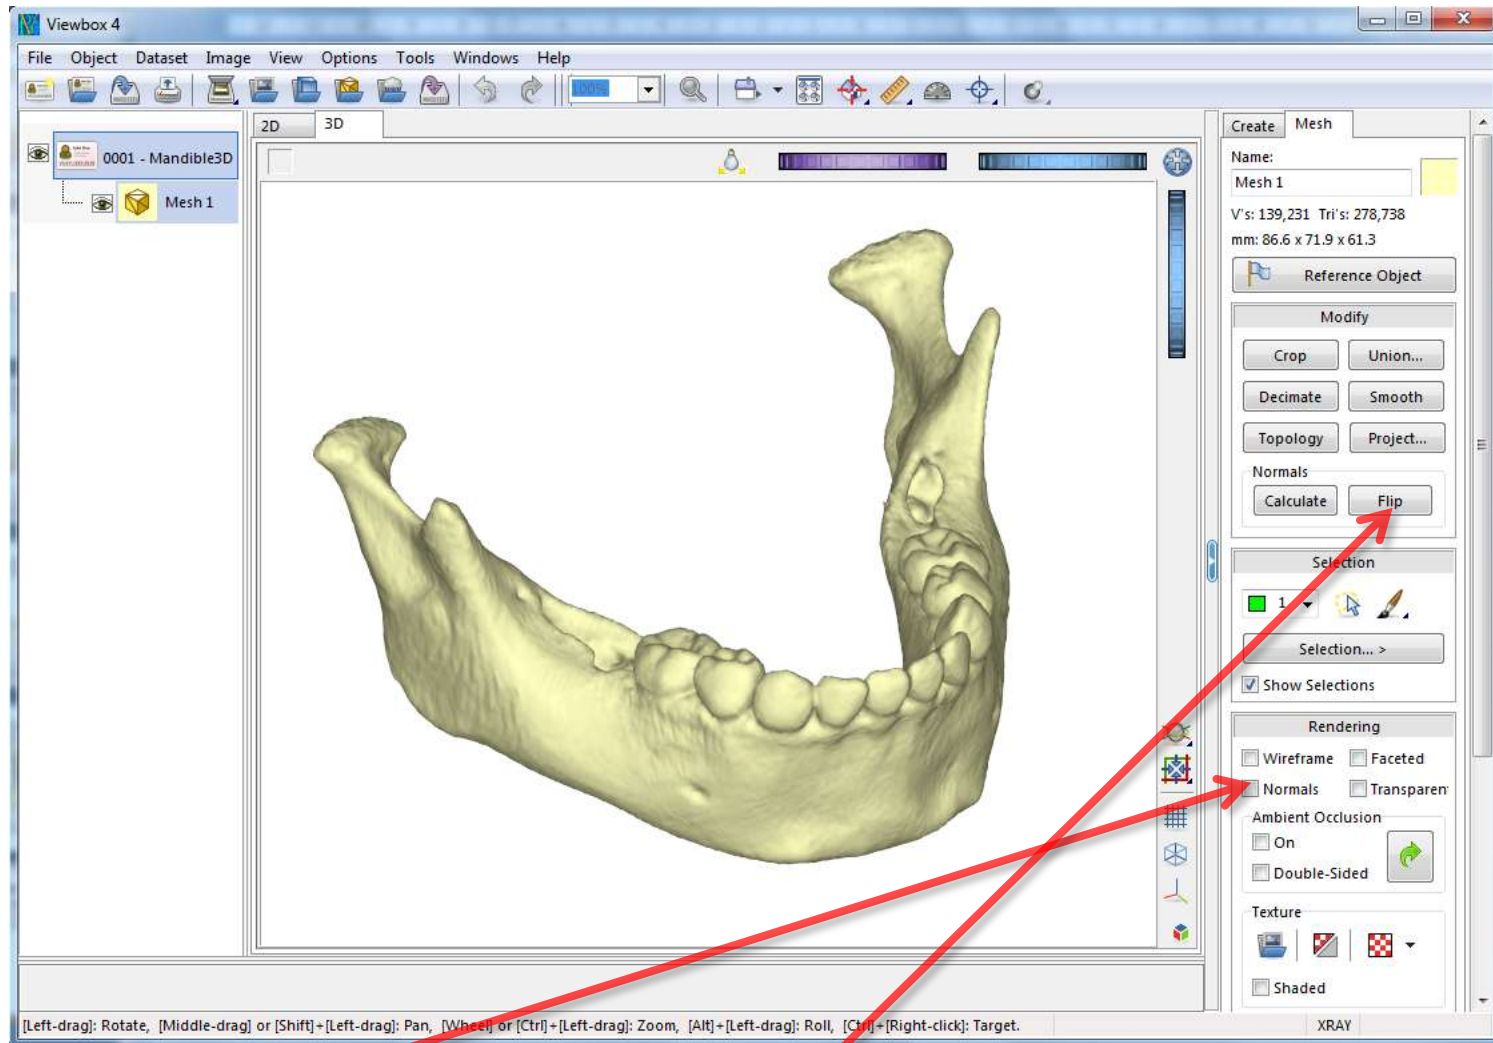 Viewbox 4
File Object Dataset Image View Options Tools Windows Help
100%
0001 - Mandible3D
Mesh 1
2D 3D
Create Mesh
Name:
Mesh 1
V's: 139,231 Tri's: 278,738
mm: 86.6 x 71.9 x 61.3
Reference Object
Modify
Crop Union...
Decimate Smooth
Topology Project...
Normals
Calculate Flip
Selection
1
Selection... >
Show Selections
Rendering
Wireframe Faceted
Normals Transparen
Ambient Occlusion
On
Double-Sided
Texture
Shaded
[Left-drag]: Rotate, [Middle-drag] or [Shift]+[Left-drag]: Pan, [Wheel] or [Ctrl]+[Left-drag]: Zoom, [Alt]+[Left-drag]: Roll, [Ctrl]+[Right-click]: Target.
XRAY